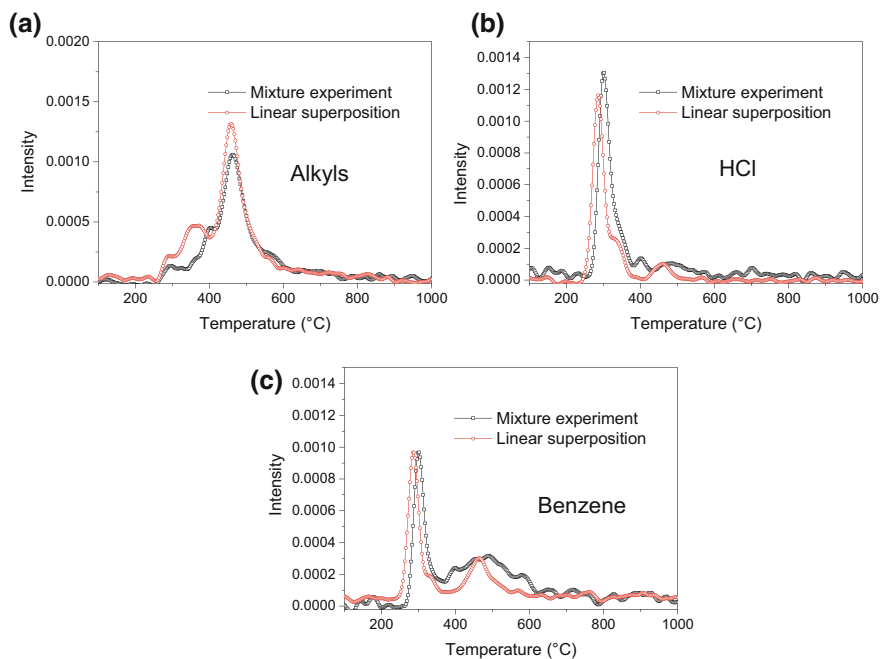 (a)
0.0020
0.0015
0.0010
0.0005
0.0000
Intensity
Mixture experiment
Linear superposition
Alkyls
200 400 600 800 1000
Temperature (°C)
(b)
0.0014
0.0012
0.0010
0.0008
0.0006
0.0004
0.0002
0.0000
Intensity
Mixture experiment
Linear superposition
HCl
200 400 600 800 1000
Temperature (°C)
(c)
0.0014
0.0012
0.0010
0.0008
0.0006
0.0004
0.0002
0.0000
Intensity
Mixture experiment
Linear superposition
Benzene
200 400 600 800 1000
Temperature (°C)